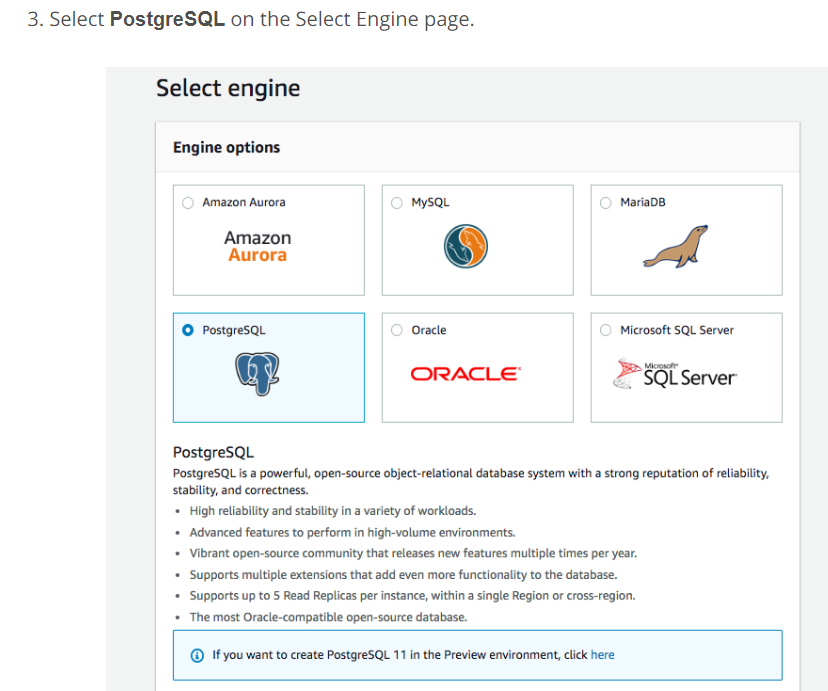 3. Select PostgreSQL on the Select Engine page.
Select engine
Engine options
Amazon Aurora
Amazon
Aurora
MySQL
MariaDB
PostgreSQL
Oracle
ORACLE
Microsoft SQL Server
Microsoft
SQL Server
PostgreSQL
PostgreSQL is a powerful, open-source object-relational database system with a strong reputation of reliability,
stability, and correctness.
• High reliability and stability in a variety of workloads.
• Advanced features to perform in high-volume environments.
• Vibrant open-source community that releases new features multiple times per year.
• Supports multiple extensions that add even more functionality to the database.
• Supports up to 5 Read Replicas per instance, within a single Region or cross-region.
• The most Oracle-compatible open-source database.
If you want to create PostgreSQL 11 in the Preview environment, click here